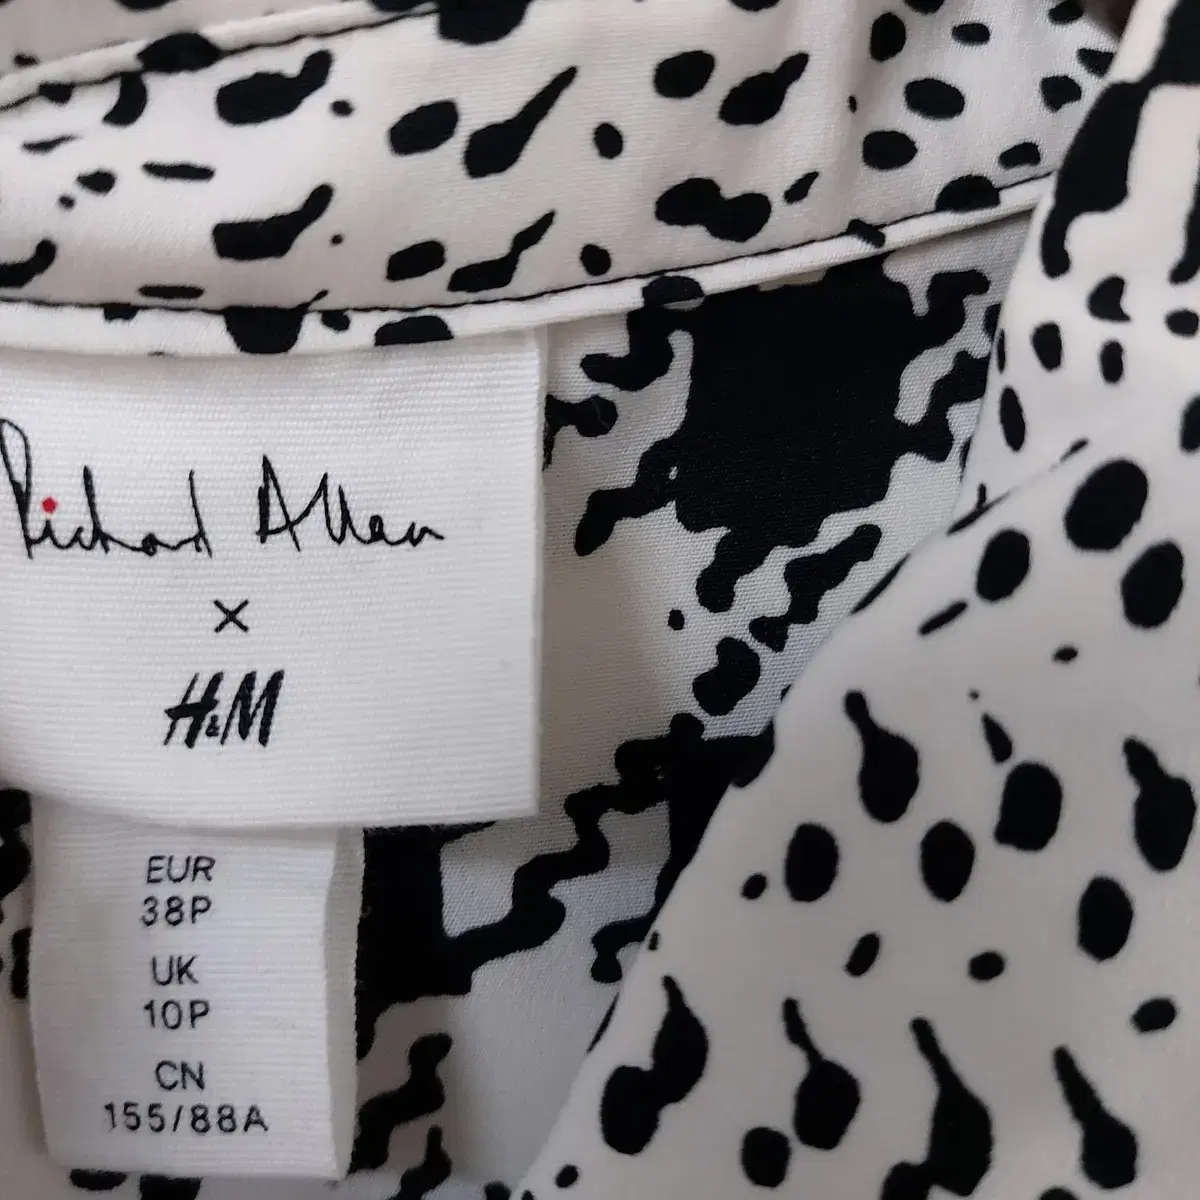 Richard Allan
×
H&M
EUR
38P
UK
10P
CN
155/88A